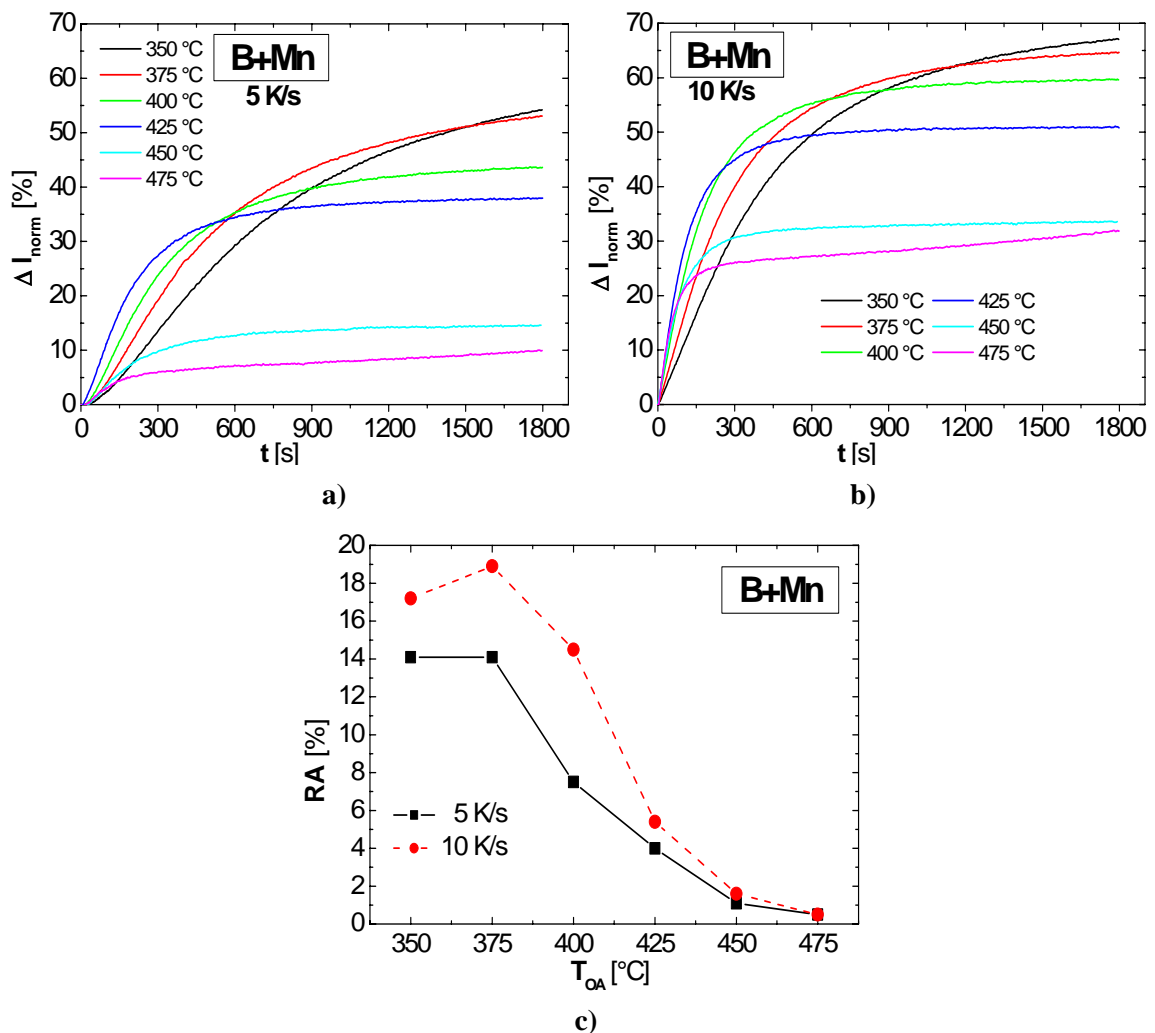 70
60
50
40
30
20
10
0
Δ I_norm [%]
350 °C
375 °C
400 °C
425 °C
450 °C
475 °C
B+Mn
5 K/s
0 300 600 900 1200 1500 1800
t [s]
a)
70
60
50
40
30
20
10
0
Δ I_norm [%]
B+Mn
10 K/s
350 °C 425 °C
375 °C 450 °C
400 °C 475 °C
0 300 600 900 1200 1500 1800
t [s]
b)
20
18
16
14
12
10
8
6
4
2
0
RA [%]
B+Mn
5 K/s
10 K/s
350 375 400 425 450 475
T_OA [°C]
c)